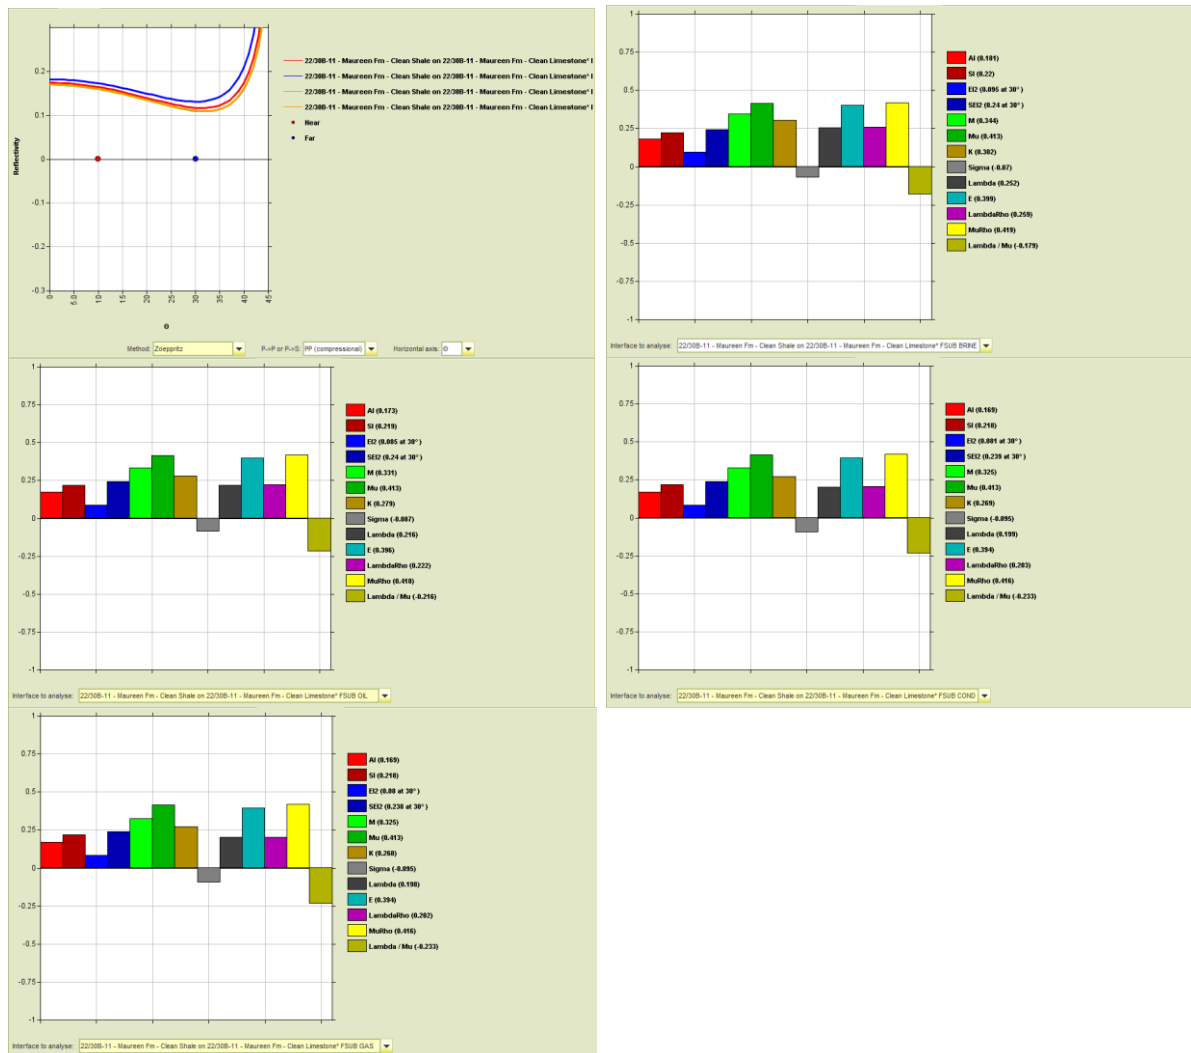 0.2
0.1
0
-0.1
-0.2
-0.3
Reflectivity
0 5.0 10 15 20 25 30 35 40 45
22/30B-11 - Maureen Fm - Clean Shale on 22/30B-11 - Maureen Fm - Clean Limestone* I
22/30B-11 - Maureen Fm - Clean Shale on 22/30B-11 - Maureen Fm - Clean Limestone* I
22/30B-11 - Maureen Fm - Clean Shale on 22/30B-11 - Maureen Fm - Clean Limestone* I
22/30B-11 - Maureen Fm - Clean Shale on 22/30B-11 - Maureen Fm - Clean Limestone* I
Near
Far
Method: Zoeppritz P->P or P->S: PP (compressional) Horizontal axis: Θ
1
0.75
0.5
0.25
0
-0.25
-0.5
-0.75
-1
AI (0.181)
SI (0.22)
EI2 (0.095 at 30°)
SEI2 (0.24 at 30°)
M (0.344)
Mu (0.413)
K (0.302)
Sigma (-0.07)
Lambda (0.252)
E (0.399)
LambdaRho (0.259)
MuRho (0.419)
Lambda / Mu (-0.179)
Interface to analyse: 22/30B-11 - Maureen Fm - Clean Shale on 22/30B-11 - Maureen Fm - Clean Limestone* FSUB BRINE
1
0.75
0.5
0.25
0
-0.25
-0.5
-0.75
-1
AI (0.173)
SI (0.219)
EI2 (0.085 at 30°)
SEI2 (0.24 at 30°)
M (0.331)
Mu (0.413)
K (0.279)
Sigma (-0.087)
Lambda (0.216)
E (0.396)
LambdaRho (0.222)
MuRho (0.418)
Lambda / Mu (-0.216)
Interface to analyse: 22/30B-11 - Maureen Fm - Clean Shale on 22/30B-11 - Maureen Fm - Clean Limestone* FSUB OIL
1
0.75
0.5
0.25
0
-0.25
-0.5
-0.75
-1
AI (0.169)
SI (0.218)
EI2 (0.081 at 30°)
SEI2 (0.239 at 30°)
M (0.325)
Mu (0.413)
K (0.269)
Sigma (-0.095)
Lambda (0.199)
E (0.394)
LambdaRho (0.203)
MuRho (0.416)
Lambda / Mu (-0.233)
Interface to analyse: 22/30B-11 - Maureen Fm - Clean Shale on 22/30B-11 - Maureen Fm - Clean Limestone* FSUB COND
1
0.75
0.5
0.25
0
-0.25
-0.5
-0.75
-1
AI (0.169)
SI (0.218)
EI2 (0.08 at 30°)
SEI2 (0.238 at 30°)
M (0.325)
Mu (0.413)
K (0.268)
Sigma (-0.095)
Lambda (0.198)
E (0.394)
LambdaRho (0.202)
MuRho (0.416)
Lambda / Mu (-0.233)
Interface to analyse: 22/30B-11 - Maureen Fm - Clean Shale on 22/30B-11 - Maureen Fm - Clean Limestone* FSUB GAS